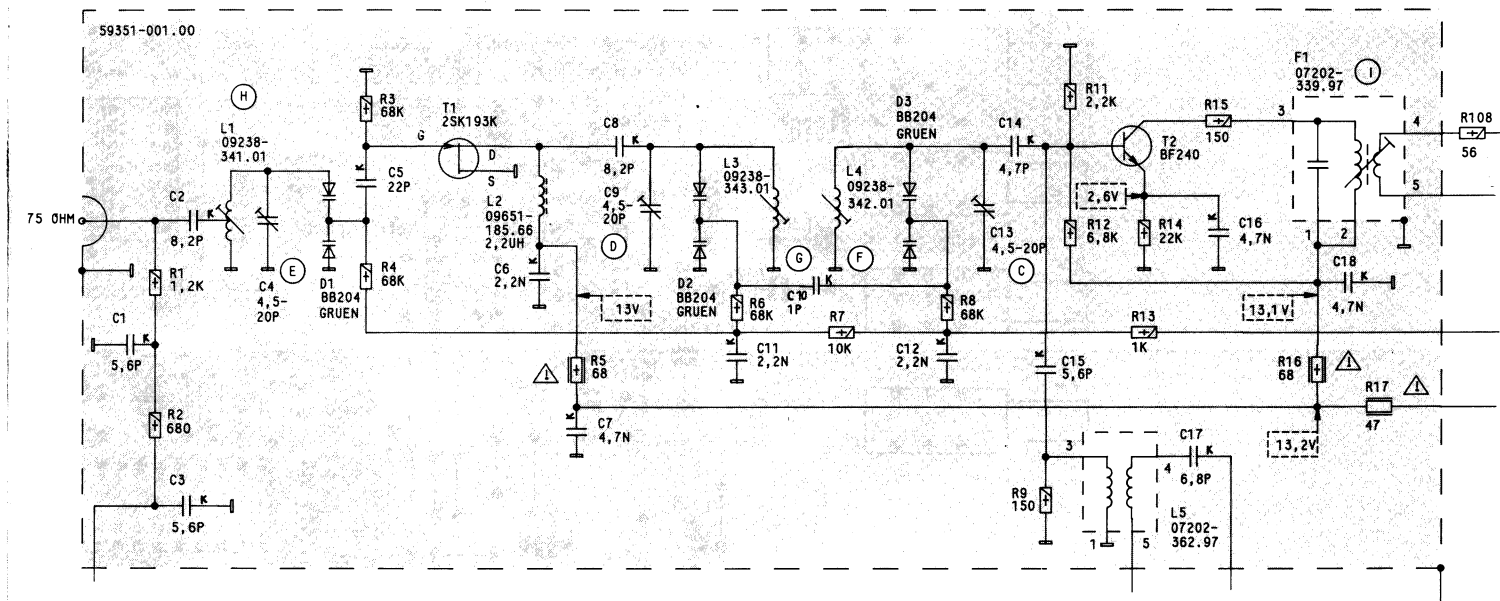 59351-001.00
75 OHM
C2
8,2P
R1
1,2K
C1
5,6P
R2
680
C3
5,6P
K
K
K
H
L1
09238-
341.01
E
C4
4,5-
20P
D1
BB204
GRUEN
R3
68K
K
C5
22P
R4
68K
T1
2SK193K
G
D
S
L2
09651-
185.66
2,2UH
C6
2,2N
K
13V
R5
68
K
C7
4,7N
C8
K
8,2P
C9
4,5-
20P
D
D2
BB204
GRUEN
L3
09238-
343.01
G
F
L4
09238-
342.01
C10
1P
K
R6
68K
R7
10K
K
C11
2,2N
R8
68K
K
C12
2,2N
D3
BB204
GRUEN
C14
K
4,7P
C13
4,5-20P
C
R11
2,2K
T2
BF240
2,6V
R12
6,8K
R14
22K
K
C16
4,7N
R15
150
R13
1K
K
C15
5,6P
R9
150
F1
07202-
339.97
I
3
4
5
1
2
R108
56
C18
K
4,7N
13,1V
R16
68
R17
47
13,2V
3
4
1
5
C17
K
6,8P
L5
07202-
362.97